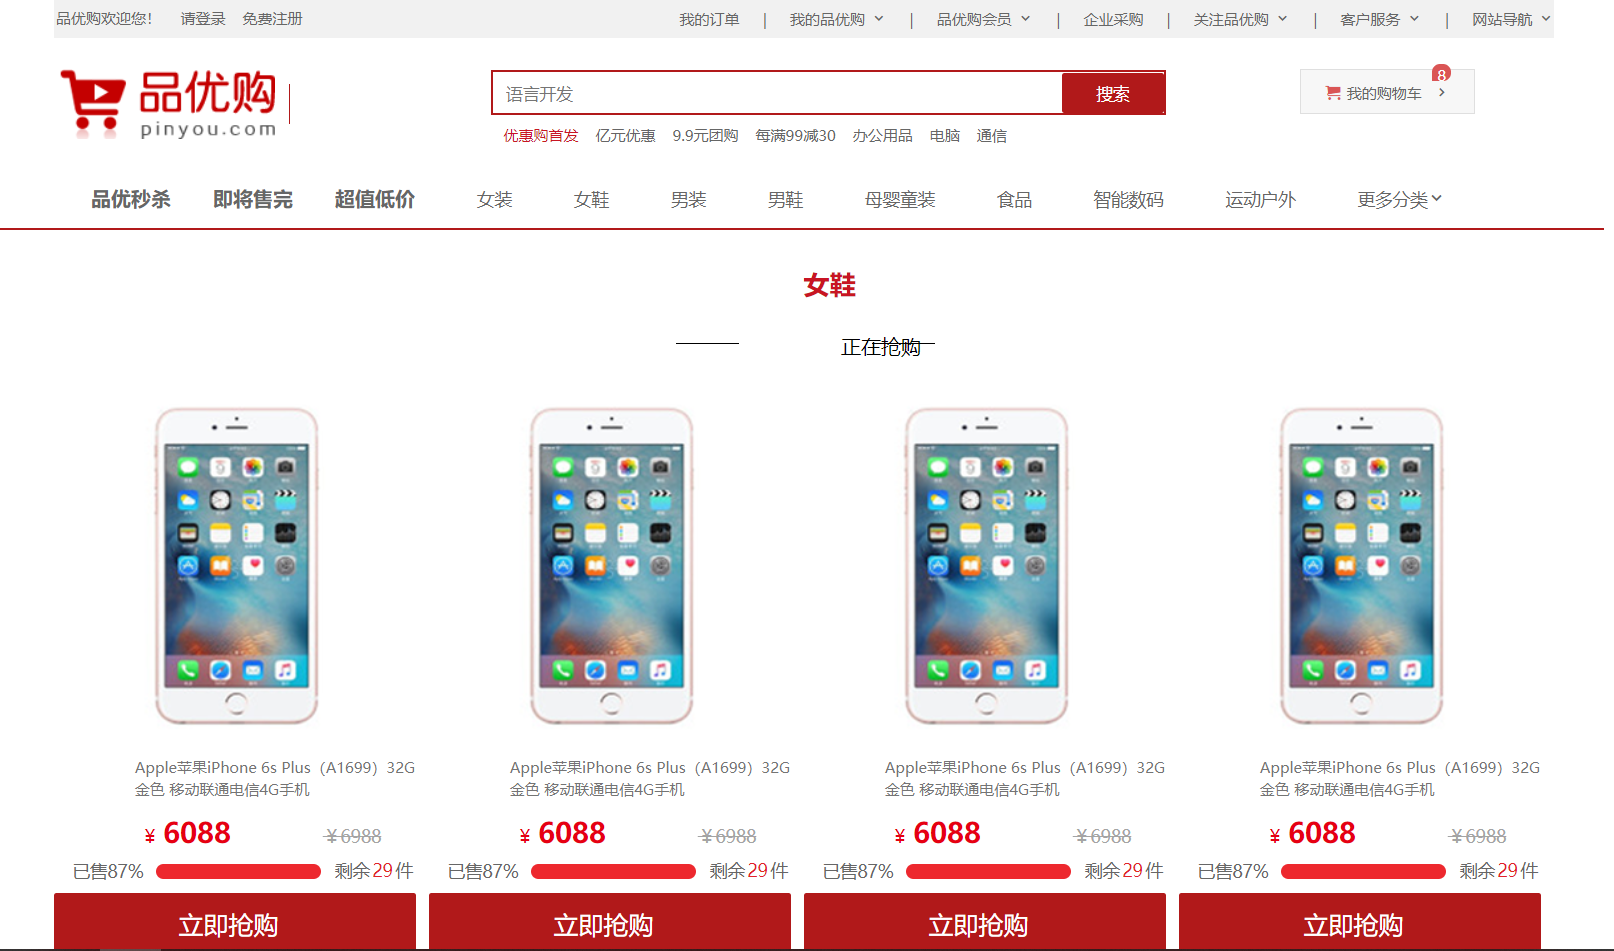 品优购欢迎您！ 请登录 免费注册 我的订单 | 我的品优购 | 品优购会员 | 企业采购 | 关注品优购 | 客户服务 | 网站导航
品优购
pinyou.com
语言开发 搜索
8
我的购物车
优惠购首发 亿元优惠 9.9元团购 每满99减30 办公用品 电脑 通信
品优秒杀 即将售完 超值低价 女装 女鞋 男装 男鞋 母婴童装 食品 智能数码 运动户外 更多分类
女鞋
正在抢购
Apple苹果iPhone 6s Plus（A1699）32G Apple苹果iPhone 6s Plus（A1699）32G Apple苹果iPhone 6s Plus（A1699）32G Apple苹果iPhone 6s Plus（A1699）32G
金色 移动联通电信4G手机 金色 移动联通电信4G手机 金色 移动联通电信4G手机 金色 移动联通电信4G手机
¥ 6088 ¥6988 ¥ 6088 ¥6988 ¥ 6088 ¥6988 ¥ 6088 ¥6988
已售87% 剩余29件 已售87% 剩余29件 已售87% 剩余29件 已售87% 剩余29件
立即抢购 立即抢购 立即抢购 立即抢购